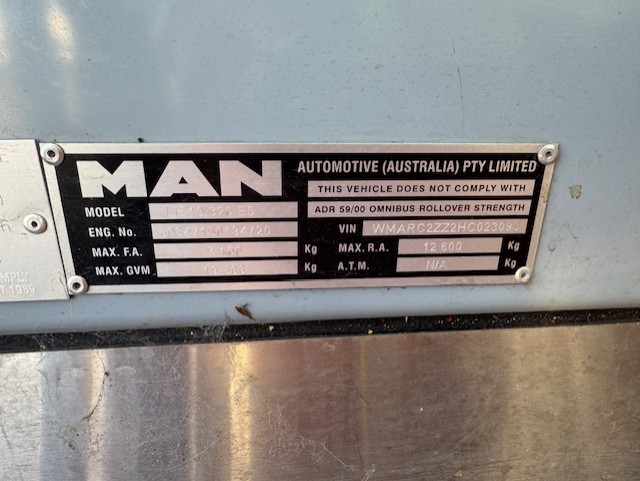 MAN
AUTOMOTIVE (AUSTRALIA) PTY LIMITED
THIS VEHICLE DOES NOT COMPLY WITH
ADR 59/00 OMNIBUS ROLLOVER STRENGTH
MODEL
ENG. No.
VIN
MAX. F.A. Kg
MAX. R.A. 12 600 Kg
MAX. GVM Kg
A.T.M. N/A Kg
1989